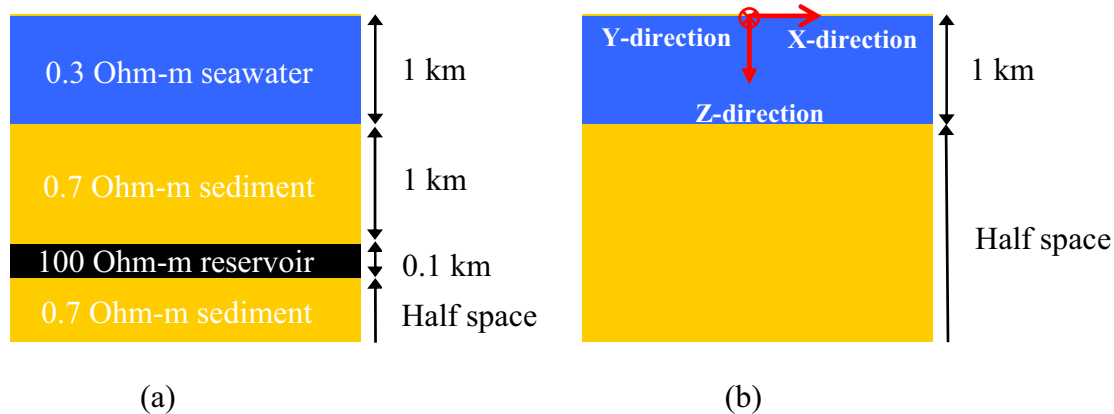 0.3 Ohm-m seawater
1 km
0.7 Ohm-m sediment
1 km
100 Ohm-m reservoir
0.1 km
0.7 Ohm-m sediment
Half space
(a)
Y-direction
X-direction
Z-direction
1 km
Half space
(b)